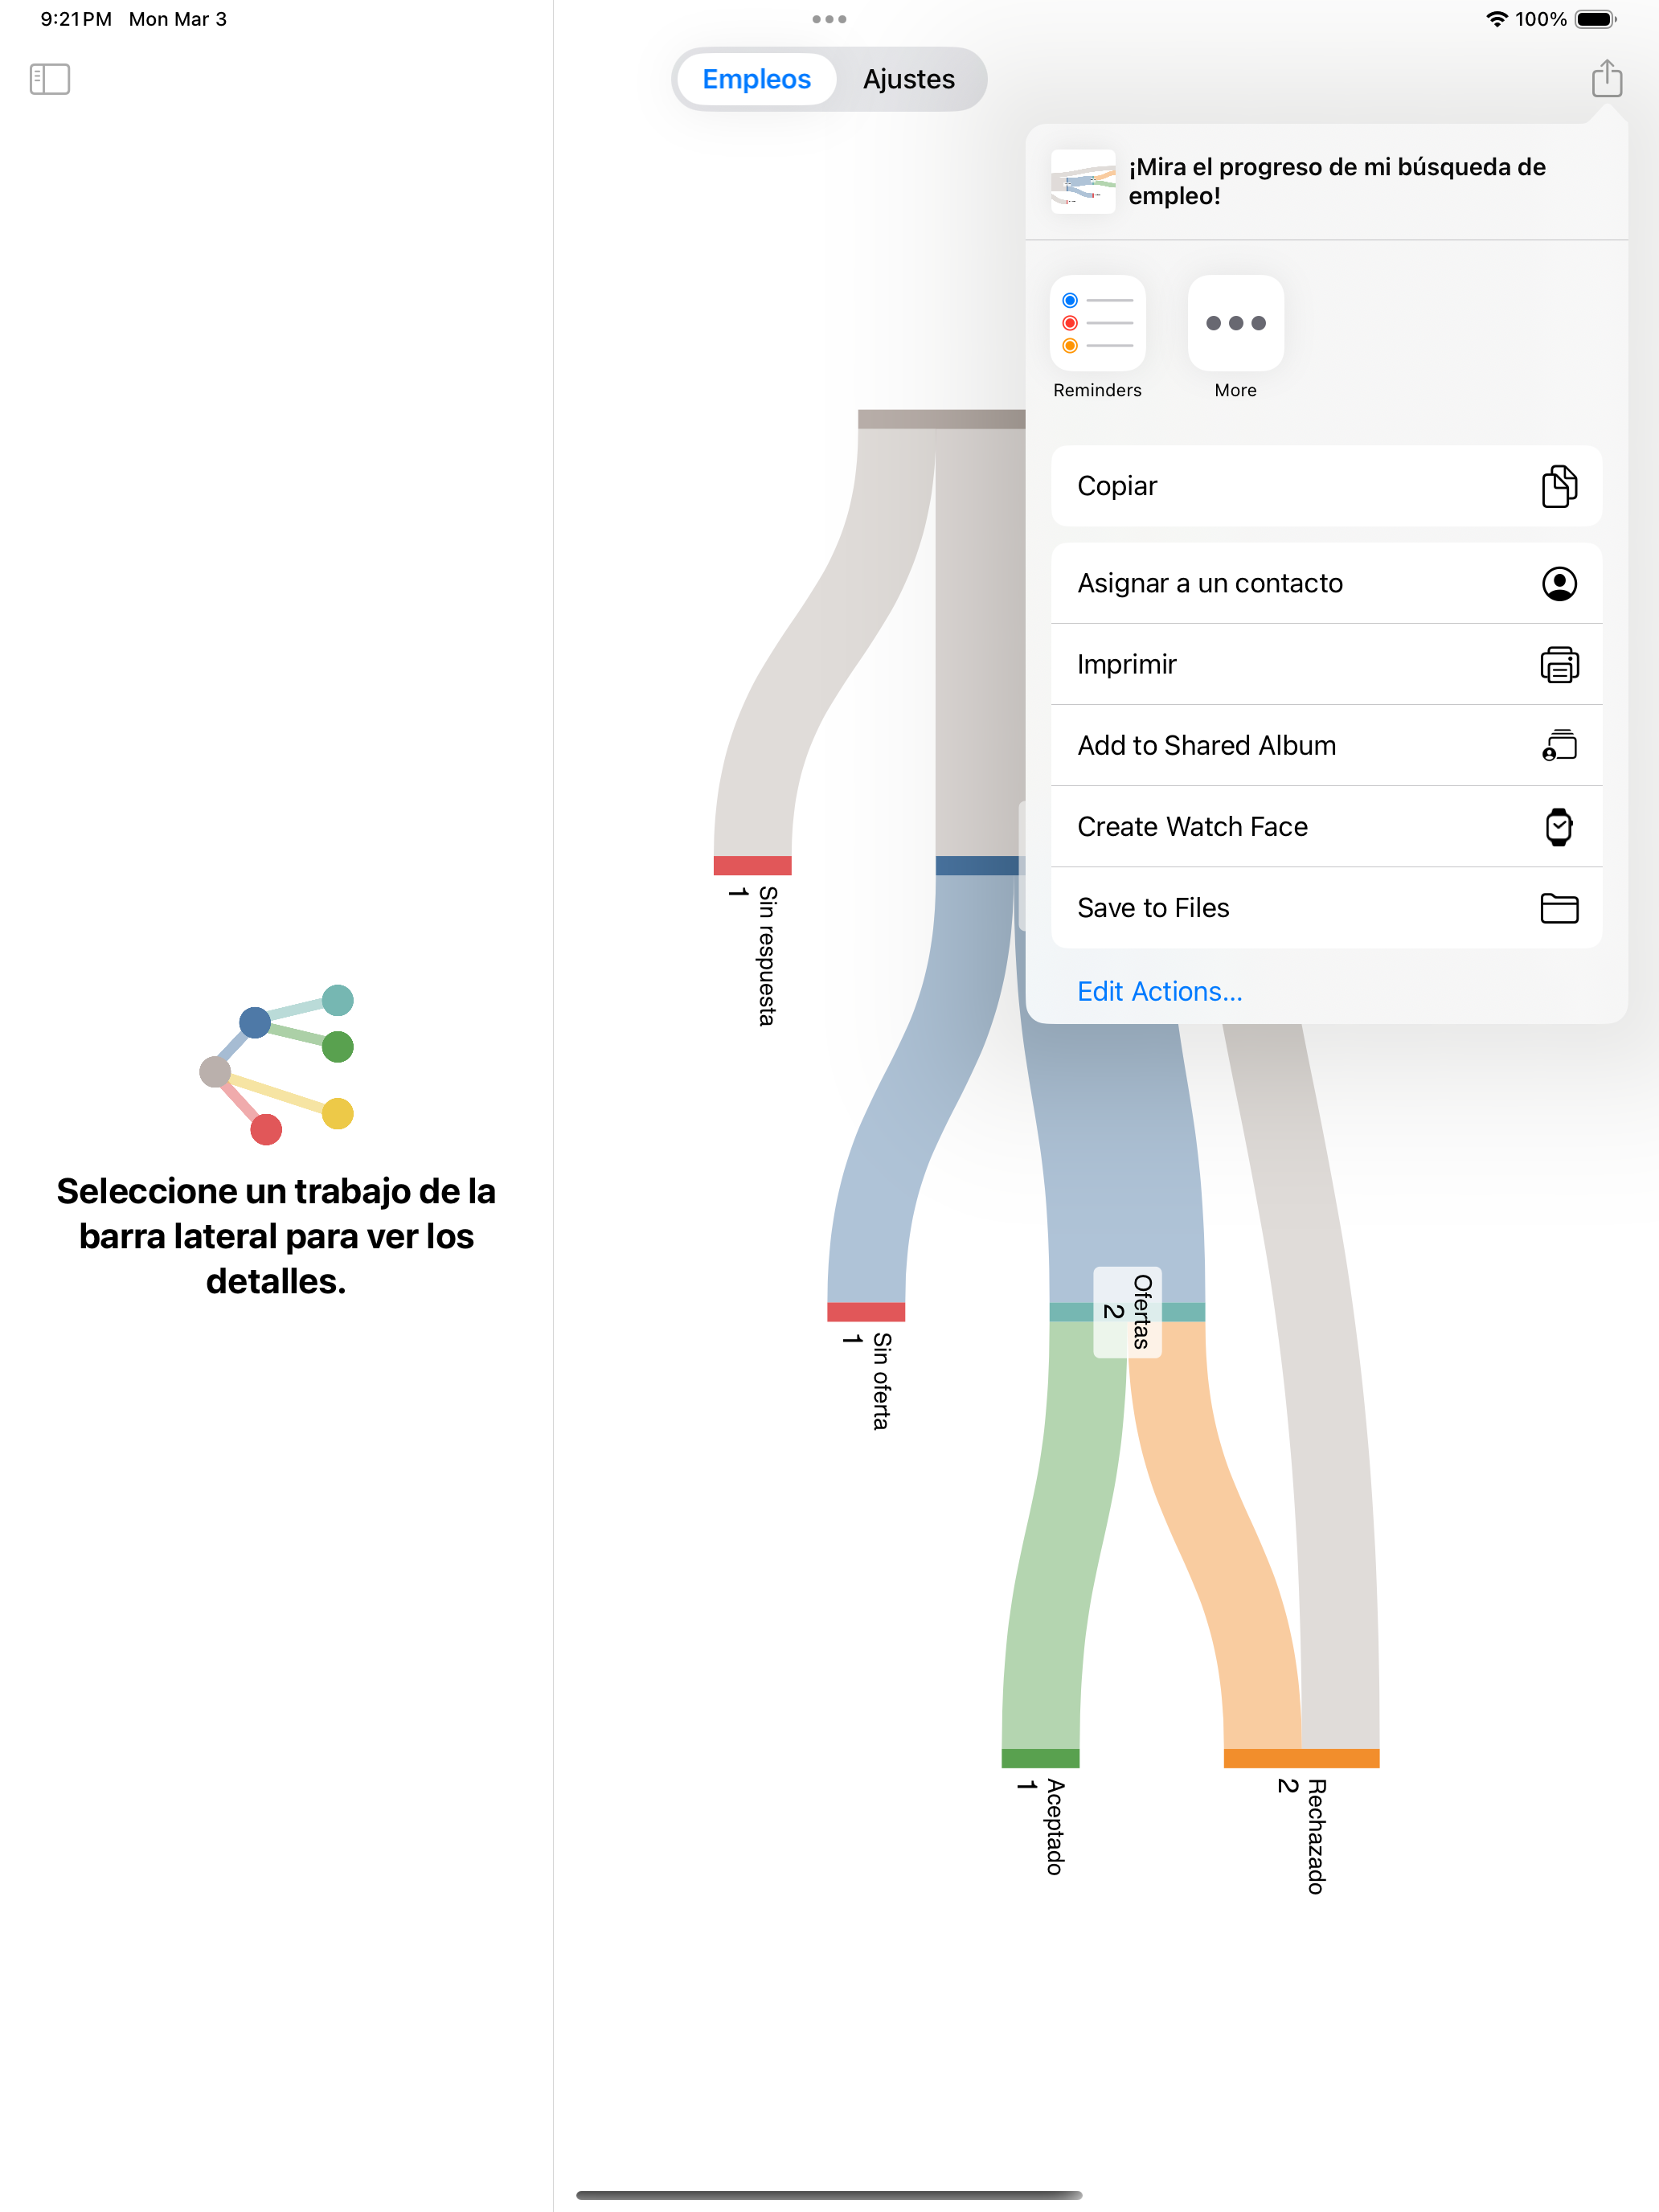 9:21 PM Mon Mar 3
100%
Empleos
Ajustes
¡Mira el progreso de mi búsqueda de
empleo!
Reminders
More
Copiar
Asignar a un contacto
Imprimir
Add to Shared Album
Create Watch Face
Save to Files
Edit Actions...
Seleccione un trabajo de la
barra lateral para ver los
detalles.
Sin respuesta
1
Sin oferta
1
Ofertas
2
Aceptado
1
Rechazado
2